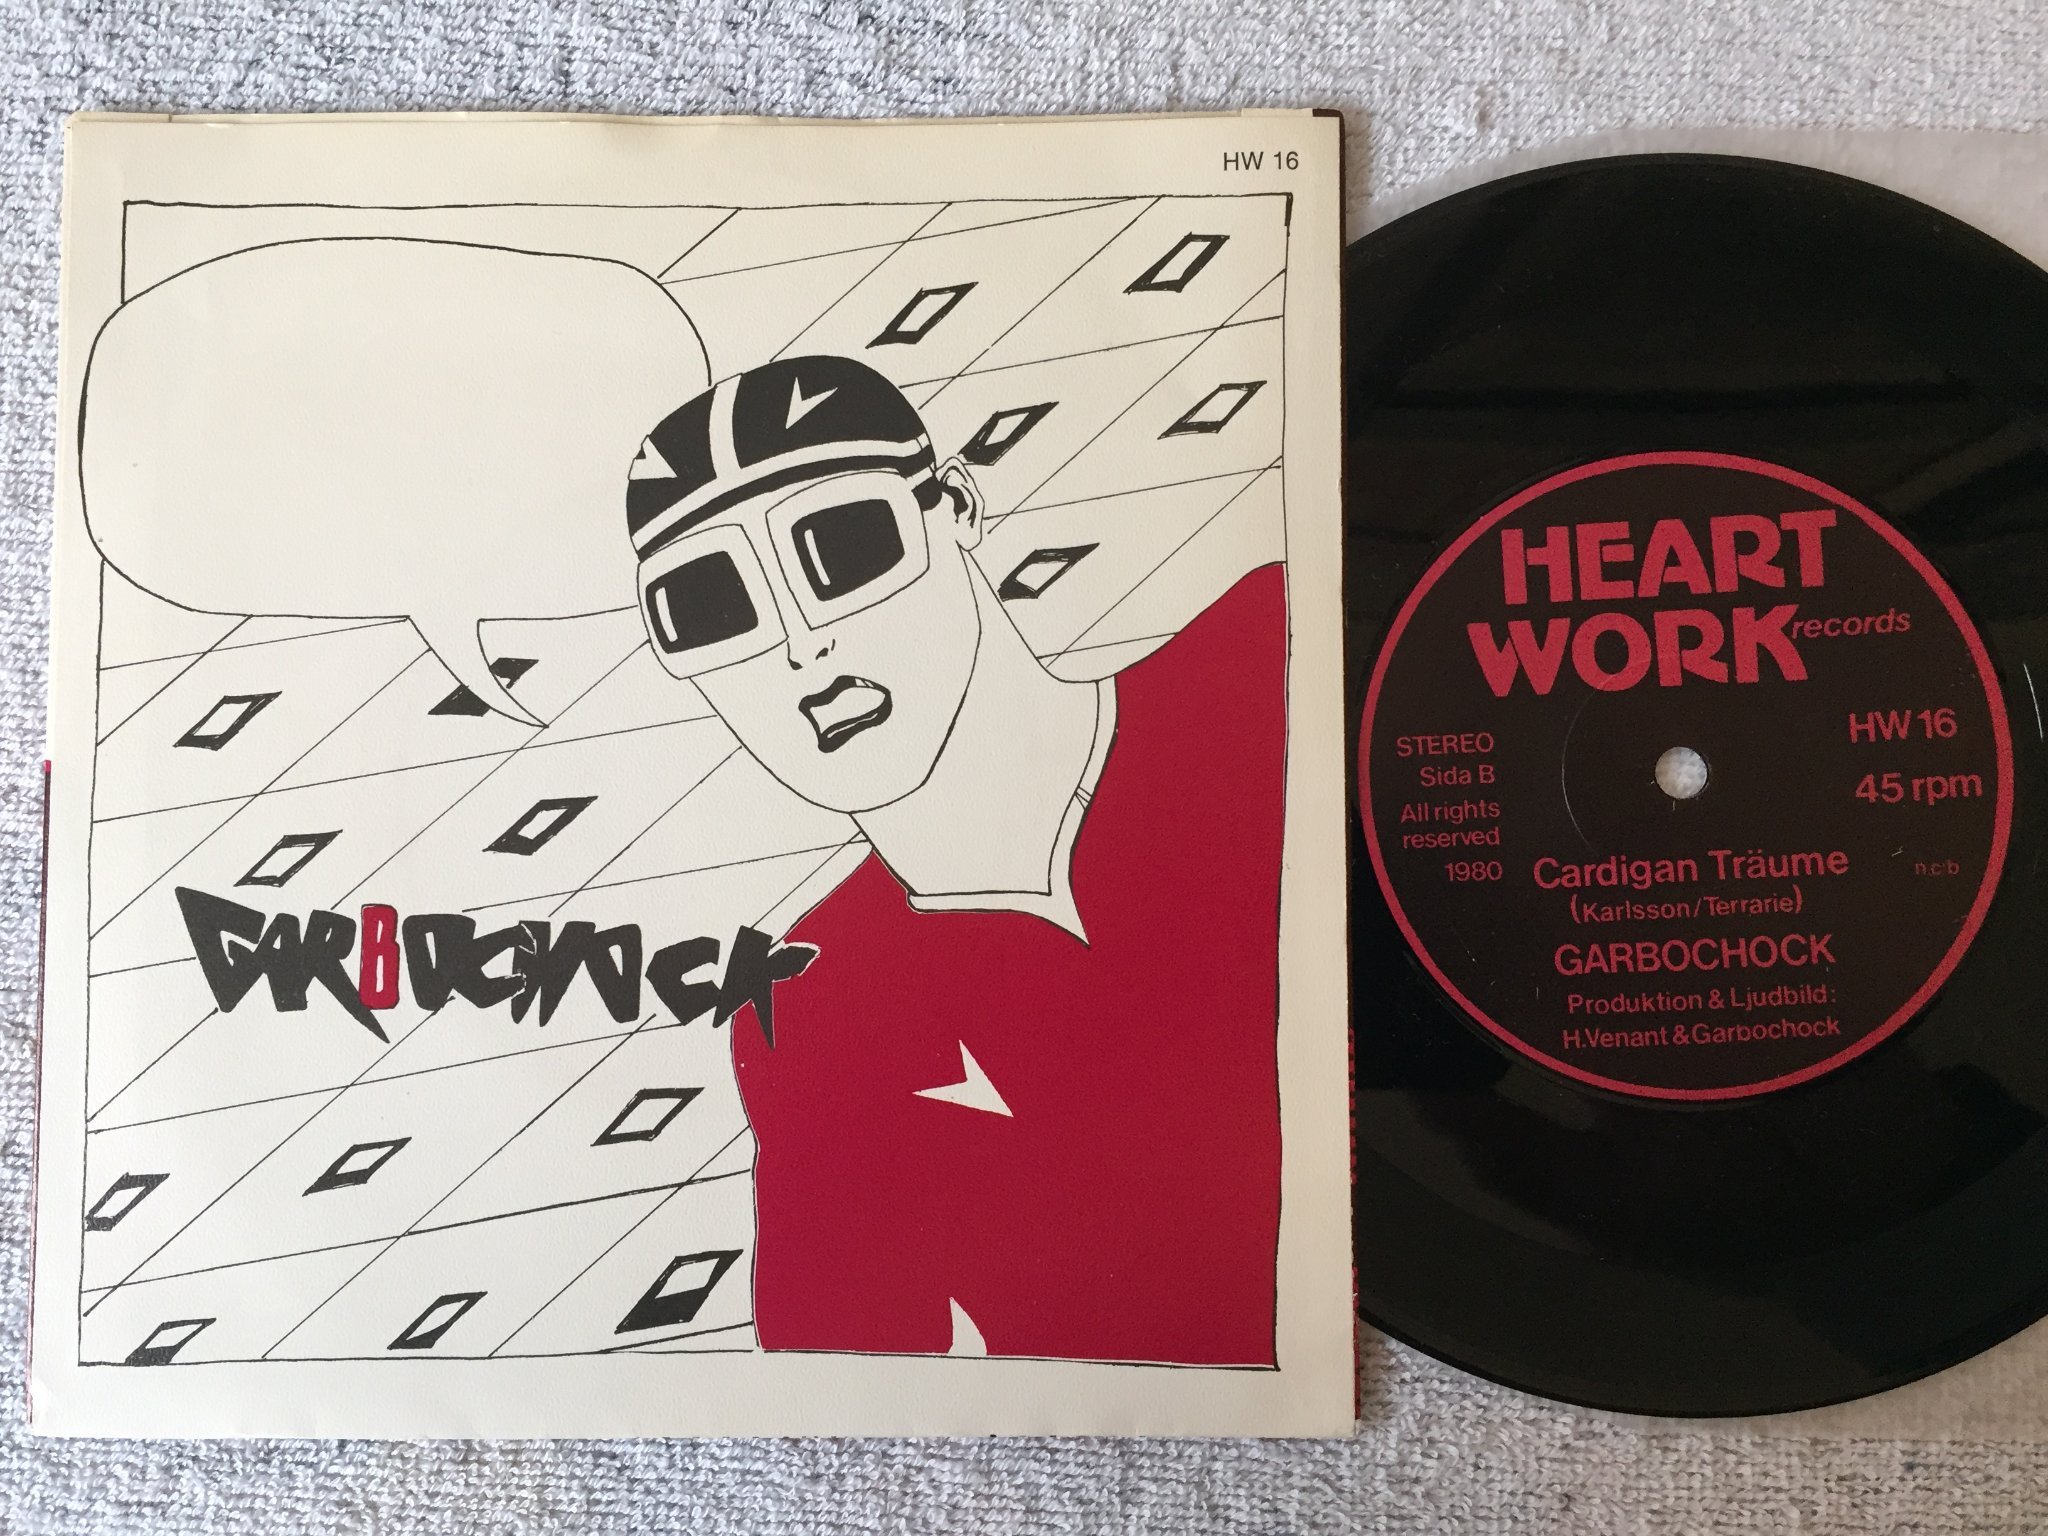 HW 16
GARBOCHOCK
HEART
WORK records
STEREO
Sida B
All rights
reserved
1980
HW 16
45 rpm
Cardigan Träume
n.c.b
(Karlsson/Terrarie)
GARBOCHOCK
Produktion & Ljudbild:
H.Venant & Garbochock